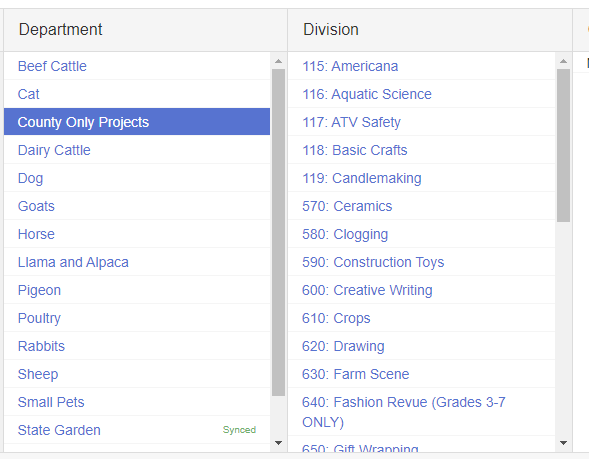 Department
Division
Beef Cattle
Cat
County Only Projects
Dairy Cattle
Dog
Goats
Horse
Llama and Alpaca
Pigeon
Poultry
Rabbits
Sheep
Small Pets
State Garden
Synced
115: Americana
116: Aquatic Science
117: ATV Safety
118: Basic Crafts
119: Candlemaking
570: Ceramics
580: Clogging
590: Construction Toys
600: Creative Writing
610: Crops
620: Drawing
630: Farm Scene
640: Fashion Revue (Grades 3-7
ONLY)
650: Gift Wrapping